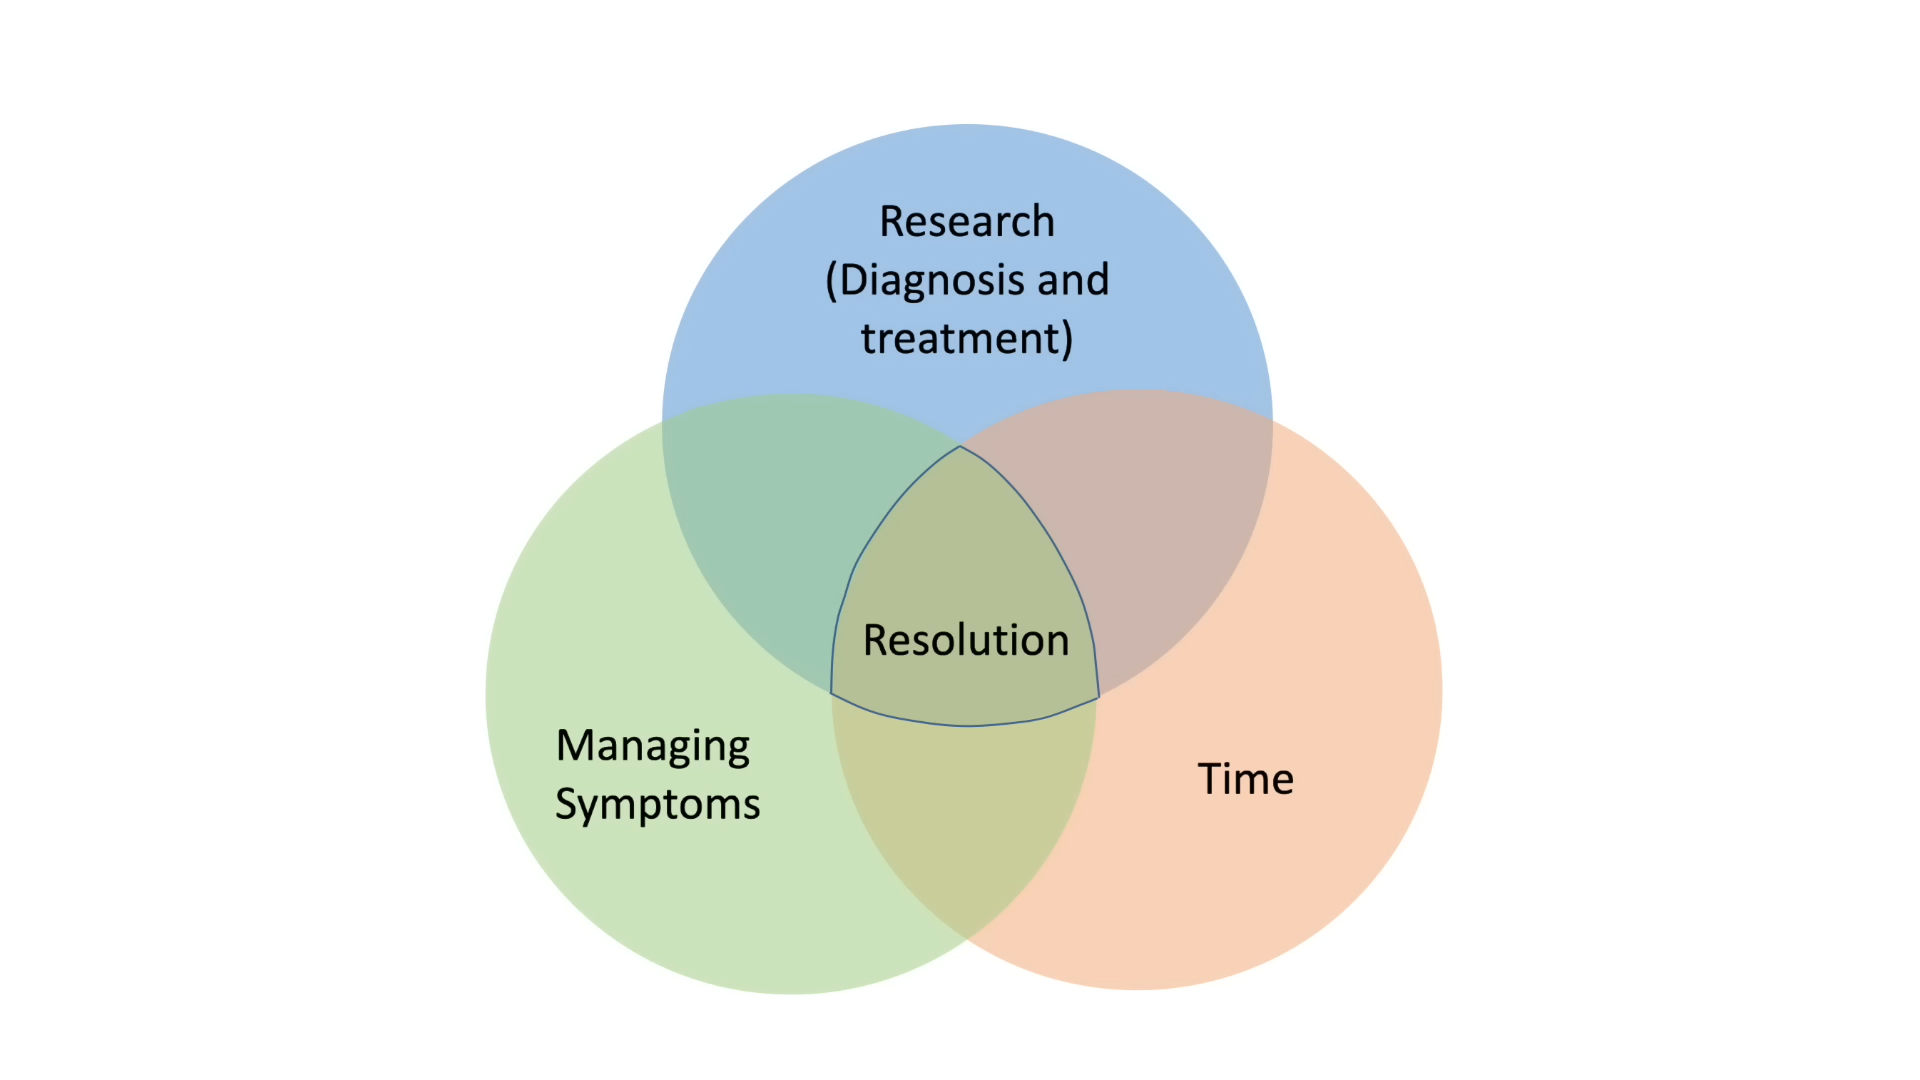 Research
(Diagnosis and
treatment)
Resolution
Managing
Symptoms
Time